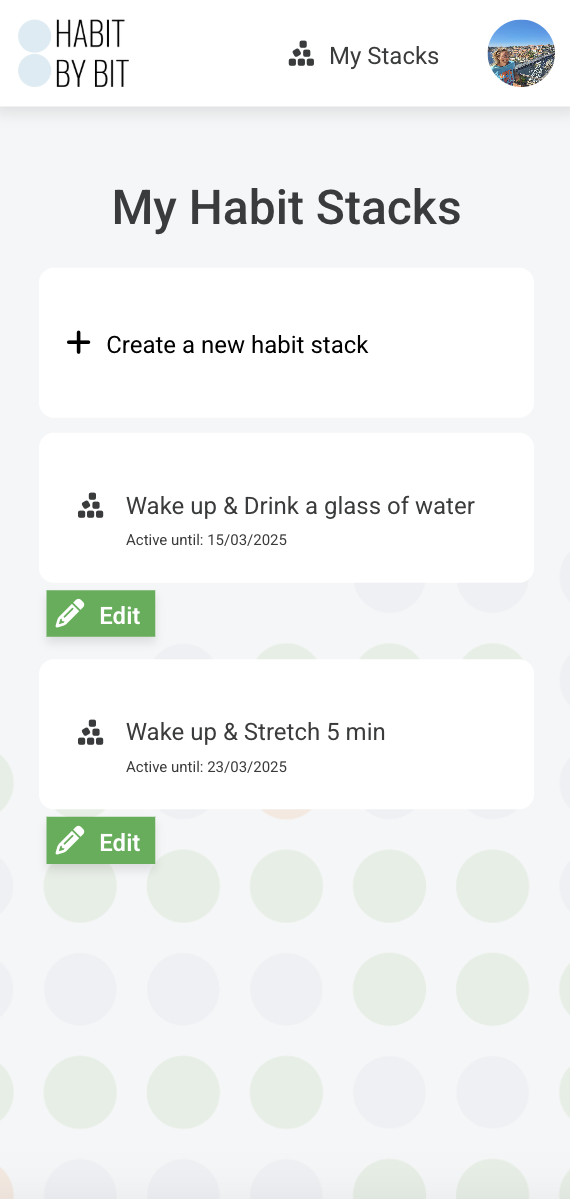 HABIT
BY BIT
My Stacks
My Habit Stacks
Create a new habit stack
Wake up & Drink a glass of water
Active until: 15/03/2025
Edit
Wake up & Stretch 5 min
Active until: 23/03/2025
Edit